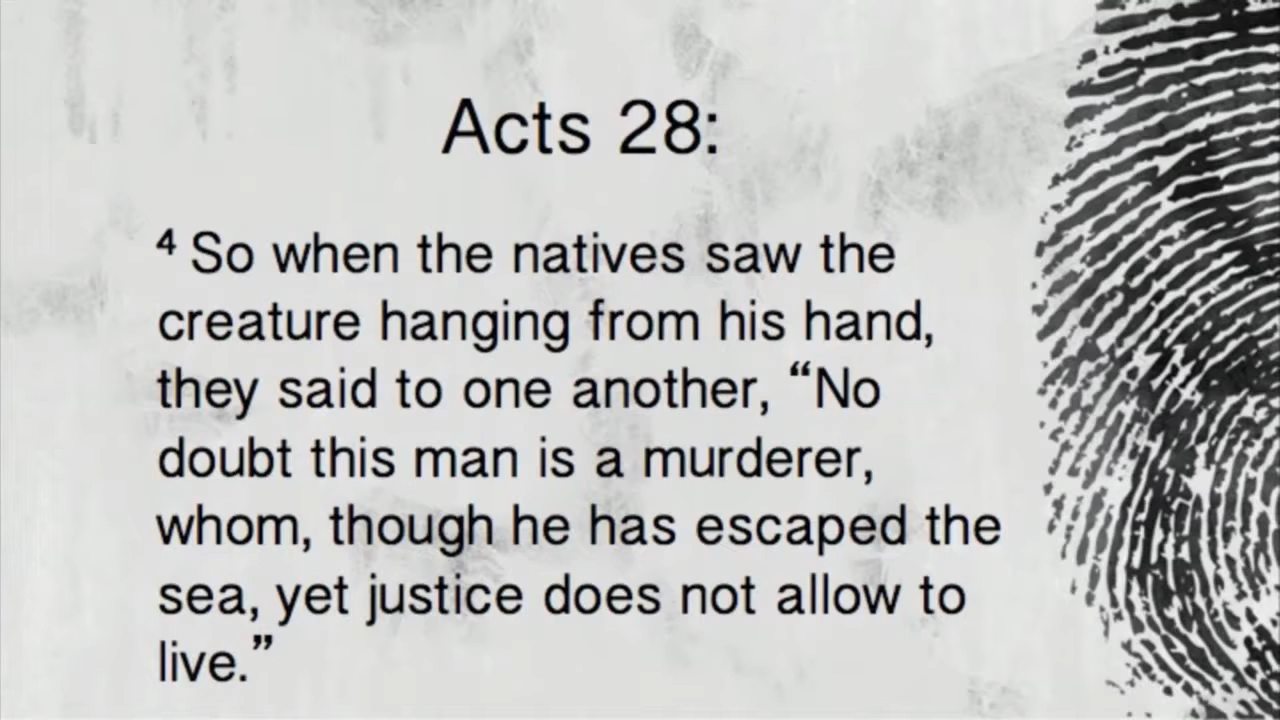 Acts 28:
⁴ So when the natives saw the
creature hanging from his hand,
they said to one another, “No
doubt this man is a murderer,
whom, though he has escaped the
sea, yet justice does not allow to
live.”